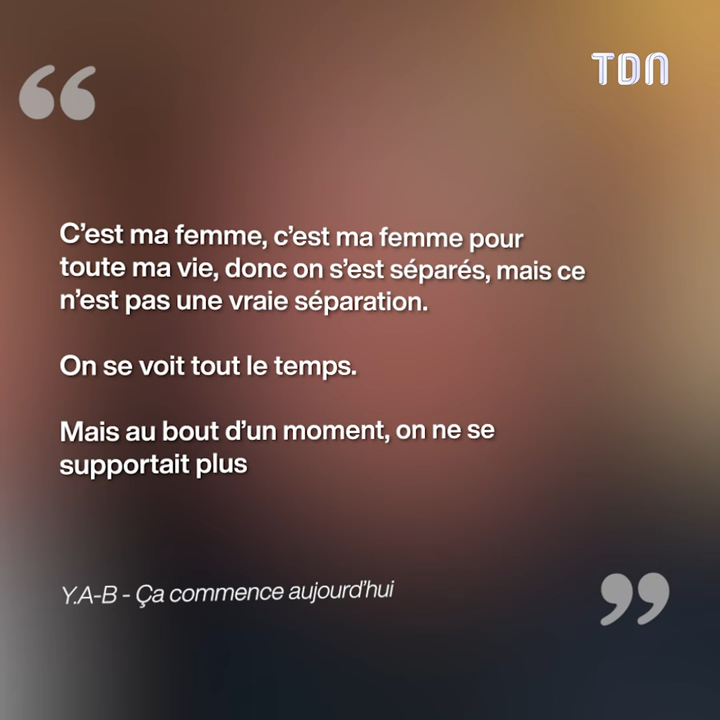 TDN
“
C’est ma femme, c’est ma femme pour
toute ma vie, donc on s’est séparés, mais ce
n’est pas une vraie séparation.
On se voit tout le temps.
Mais au bout d’un moment, on ne se
supportait plus
Y.A-B - Ça commence aujourd’hui
”